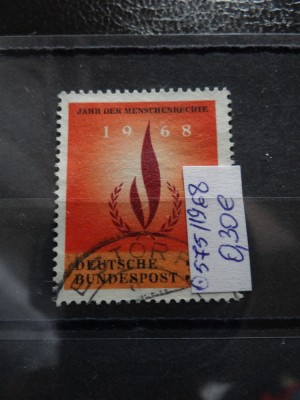 JAHR DER MENSCHENRECHTE
1968
DEUTSCHE
BUNDESPOST
575/1968
0,30€